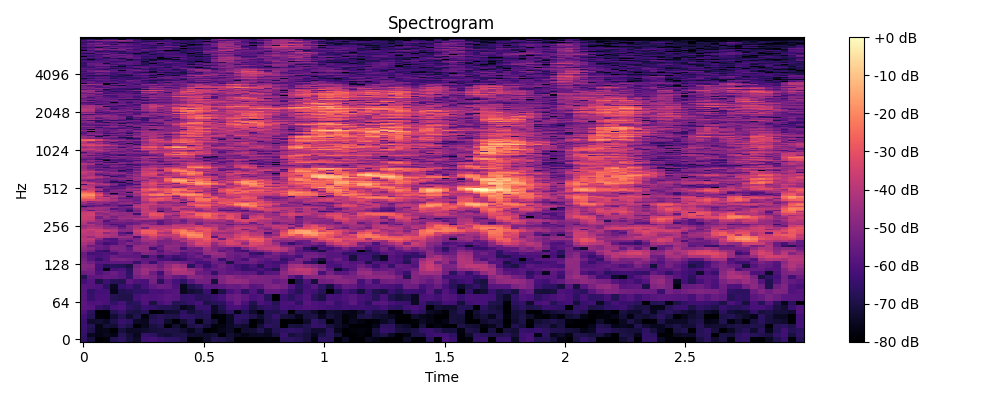 Spectrogram
+0 dB
4096
-10 dB
2048
-20 dB
1024
-30 dB
Hz
512
-40 dB
256
-50 dB
128
-60 dB
64
-70 dB
0
-80 dB
0 0.5 1 1.5 2 2.5
Time